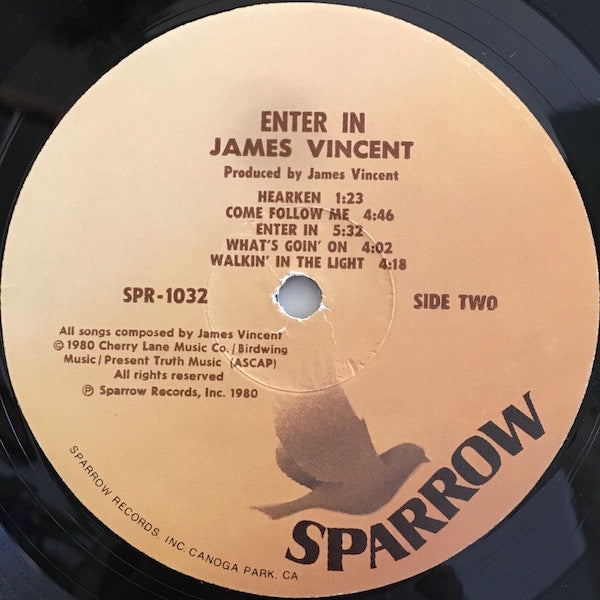 ENTER IN
JAMES VINCENT
Produced by James Vincent
HEARKEN 1:23
COME FOLLOW ME 4:46
ENTER IN 5:32
WHAT'S GOIN' ON 4:02
WALKIN' IN THE LIGHT 4:18
SPR-1032
SIDE TWO
All songs composed by James Vincent
© 1980 Cherry Lane Music Co./Birdwing
Music/Present Truth Music (ASCAP)
All rights reserved
℗ Sparrow Records, Inc. 1980
SPARROW RECORDS, INC. CANOGA PARK, CA
SPARROW